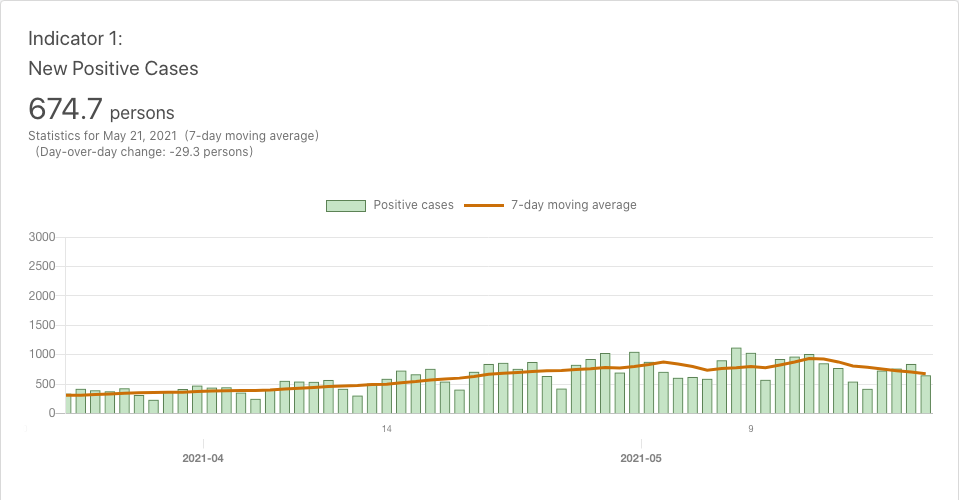 Indicator 1:
New Positive Cases
674.7 persons
Statistics for May 21, 2021 (7-day moving average)
(Day-over-day change: -29.3 persons)
Positive cases 7-day moving average
3000
2500
2000
1500
1000
500
0
14 9
2021-04 2021-05